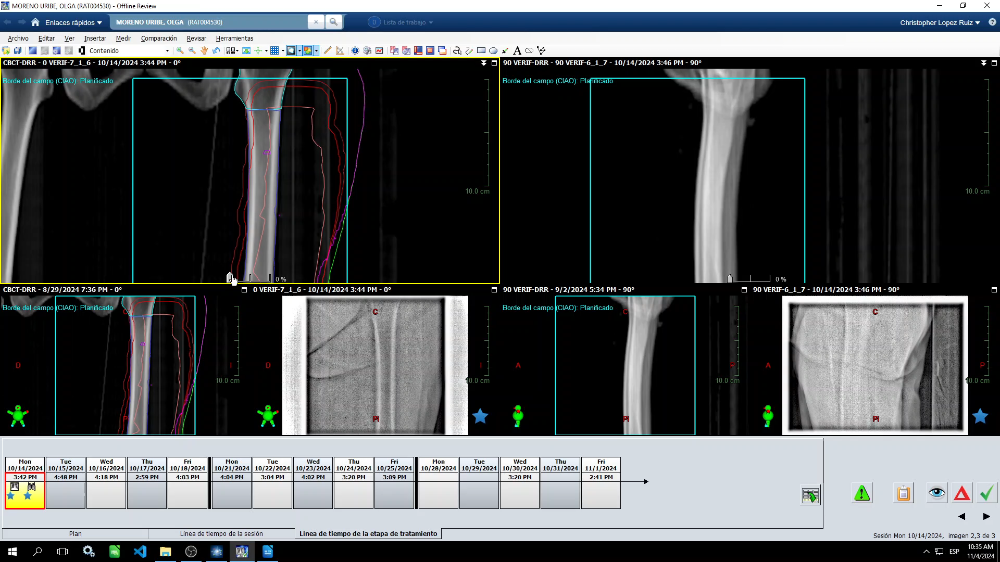 MORENO URIBE, OLGA (RAT004530) - Offline Review
Enlaces rápidos
MORENO URIBE, OLGA (RAT004530)
0 Lista de trabajo
Christopher Lopez Ruiz
Archivo Editar Ver Insertar Medir Comparación Revisar Herramientas
Contenido
CBCT-DRR - 0 VERIF-7_1_6 - 10/14/2024 3:44 PM - 0°
90 VERIF-DRR - 90 VERIF-6_1_7 - 10/14/2024 3:46 PM - 90°
Borde del campo (CIAO): Planificado
Borde del campo (CIAO): Planificado
10.0 cm
10.0 cm
0 %
0 %
CBCT-DRR - 8/29/2024 7:36 PM - 0°
0 VERIF-7_1_6 - 10/14/2024 3:44 PM - 0°
90 VERIF-DRR - 9/2/2024 5:34 PM - 90°
90 VERIF-6_1_7 - 10/14/2024 3:46 PM - 90°
Borde del campo (CIAO): Planificado
Borde del campo (CIAO): Planificado
C C C C
D I D I A P A P
10.0 cm 10.0 cm 10.0 cm 10.0 cm
Pi Pi Pi Pi
Mon Tue Wed Thu Fri Mon Tue Wed Thu Fri Mon Tue Wed Thu Fri
10/14/2024 10/15/2024 10/16/2024 10/17/2024 10/18/2024 10/21/2024 10/22/2024 10/23/2024 10/24/2024 10/25/2024 10/28/2024 10/29/2024 10/30/2024 10/31/2024 11/1/2024
3:42 PM 4:48 PM 4:18 PM 2:59 PM 4:03 PM 4:04 PM 3:04 PM 4:02 PM 3:20 PM 3:09 PM 3:20 PM 2:41 PM
Plan
Línea de tiempo de la sesión
Línea de tiempo de la etapa de tratamiento
Sesión Mon 10/14/2024, imagen 2,3 de 3
ESP
10:35 AM
11/4/2024